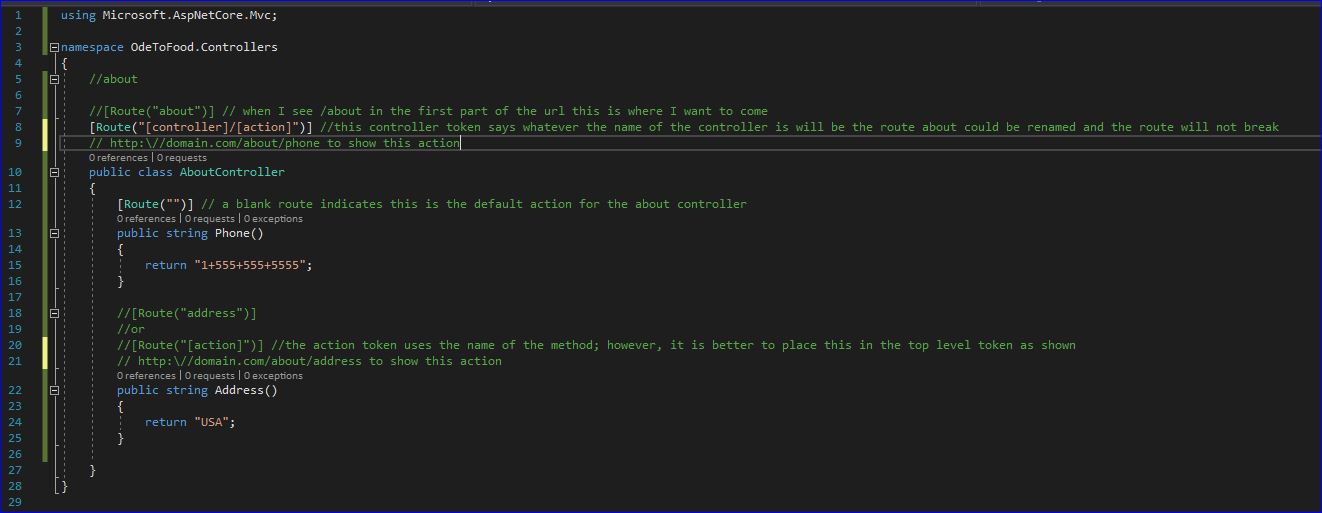 1 using Microsoft.AspNetCore.Mvc;
2
3 namespace OdeToFood.Controllers
4 {
5 //about
6
7 //[Route("about")] // when I see /about in the first part of the url this is where I want to come
8 [Route("[controller]/[action]")] //this controller token says whatever the name of the controller is will be the route about could be renamed and the route will not break
9 // http:\//domain.com/about/phone to show this action
0 references | 0 requests
10 public class AboutController
11 {
12 [Route("")] // a blank route indicates this is the default action for the about controller
0 references | 0 requests | 0 exceptions
13 public string Phone()
14 {
15 return "1+555+555+5555";
16 }
17
18 //[Route("address")]
19 //or
20 //[Route("[action]")] //the action token uses the name of the method; however, it is better to place this in the top level token as shown
21 // http:\//domain.com/about/address to show this action
0 references | 0 requests | 0 exceptions
22 public string Address()
23 {
24 return "USA";
25 }
26
27 }
28 }
29